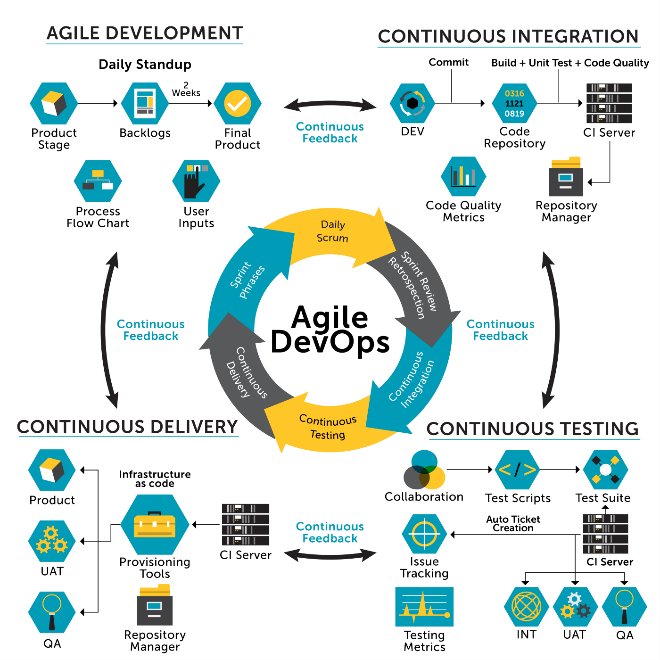 AGILE DEVELOPMENT
Daily Standup
2
Weeks
Product
Stage
Backlogs
Final
Product
Process
Flow Chart
User
Inputs
Continuous
Feedback
CONTINUOUS INTEGRATION
Commit
Build + Unit Test + Code Quality
0316
1121
0819
DEV
Code
Repository
CI Server
Code Quality
Metrics
Repository
Manager
Continuous
Feedback
Daily
Scrum
Sprint Review
Retrospection
Continuous
Integration
Continuous
Testing
Continuous
Delivery
Sprint
Phrases
Agile
DevOps
Continuous
Feedback
CONTINUOUS DELIVERY
Infrastructure
as code
Product
UAT
QA
Provisioning
Tools
CI Server
Repository
Manager
Continuous
Feedback
CONTINUOUS TESTING
Collaboration
</>
Test Scripts
Test Suite
Auto Ticket
Creation
Issue
Tracking
CI Server
Testing
Metrics
INT
UAT
QA